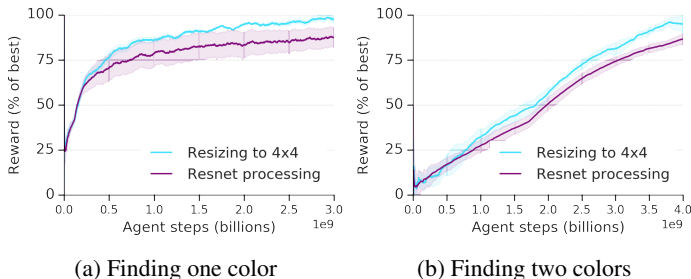 100
75
50
25
0
Reward (% of best)
Resizing to 4x4
Resnet processing
0.0 0.5 1.0 1.5 2.0 2.5 3.0
Agent steps (billions) 1e9
(a) Finding one color
100
75
50
25
0
Reward (% of best)
Resizing to 4x4
Resnet processing
0.0 0.5 1.0 1.5 2.0 2.5 3.0 3.5 4.0
Agent steps (billions) 1e9
(b) Finding two colors